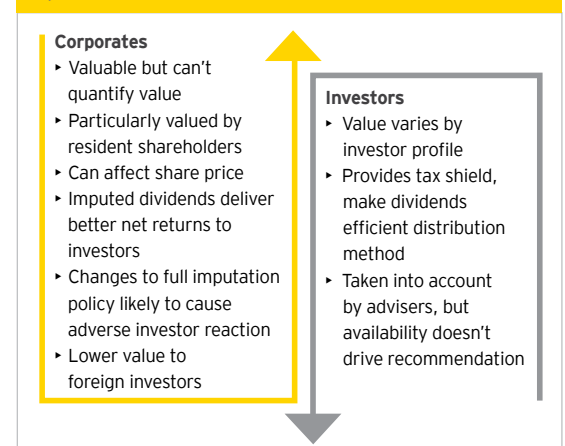 Corporates
‣ Valuable but can't
quantify value
‣ Particularly valued by
resident shareholders
‣ Can affect share price
‣ Imputed dividends deliver
better net returns to
investors
‣ Changes to full imputation
policy likely to cause
adverse investor reaction
‣ Lower value to
foreign investors
Investors
‣ Value varies by
investor profile
‣ Provides tax shield,
make dividends
efficient distribution
method
‣ Taken into account
by advisers, but
availability doesn't
drive recommendation